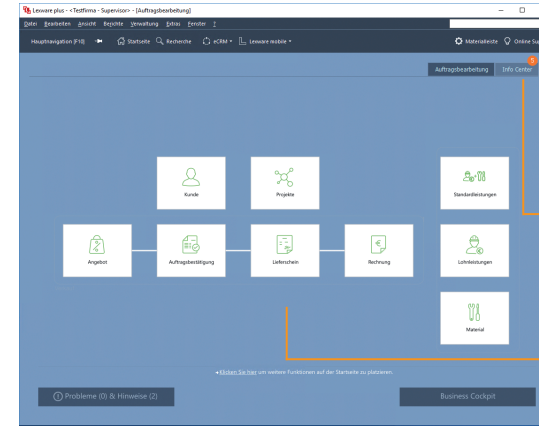 Lexware plus - <Testfirma - Supervisor> - [Auftragsbearbeitung]
Datei Bearbeiten Ansicht Berichte Verwaltung Extras Fenster ?
Hauptnavigation [F10] Startseite Recherche eCRM Lexware mobile Materialleiste Online Su
5
Auftragsbearbeitung Info Center
Kunde Projekte Standardleistungen
Angebot Auftragsbestätigung Lieferschein Rechnung Lohnleistungen
Material
Klicken Sie hier um weitere Funktionen auf der Startseite zu platzieren.
Probleme (0) & Hinweise (2) Business Cockpit